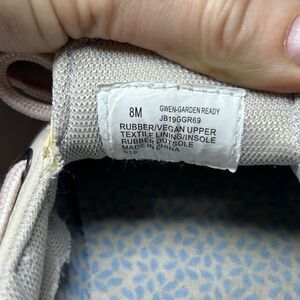 8M GWEN-GARDEN READY
JB19GGR69
RUBBER/VEGAN UPPER
TEXTILE LINING/INSOLE
RUBBER OUTSOLE
MADE IN CHINA